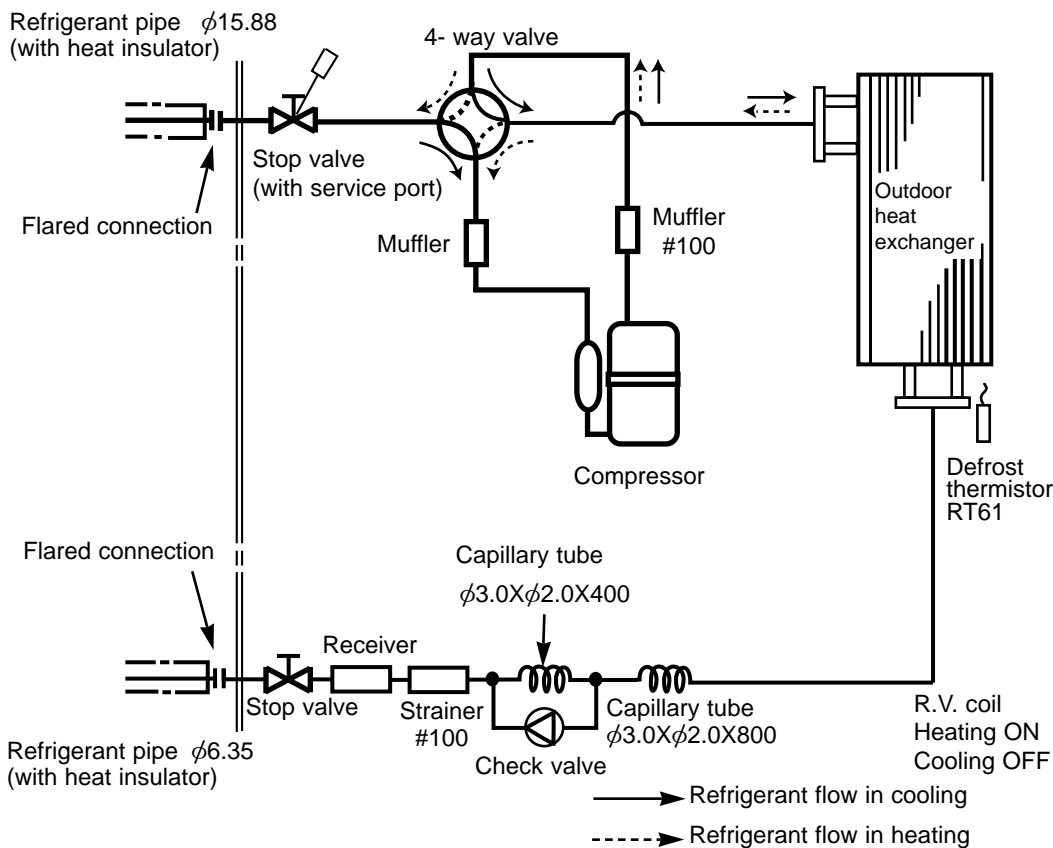 Refrigerant pipe ϕ15.88
(with heat insulator)
4- way valve
Stop valve
(with service port)
Flared connection
Muffler
Muffler
#100
Outdoor
heat
exchanger
Compressor
Defrost
thermistor
RT61
Flared connection
Capillary tube
ϕ3.0Xϕ2.0X400
Receiver
Stop valve
Strainer
#100
Capillary tube
ϕ3.0Xϕ2.0X800
Check valve
R.V. coil
Heating ON
Cooling OFF
Refrigerant pipe ϕ6.35
(with heat insulator)
Refrigerant flow in cooling
Refrigerant flow in heating